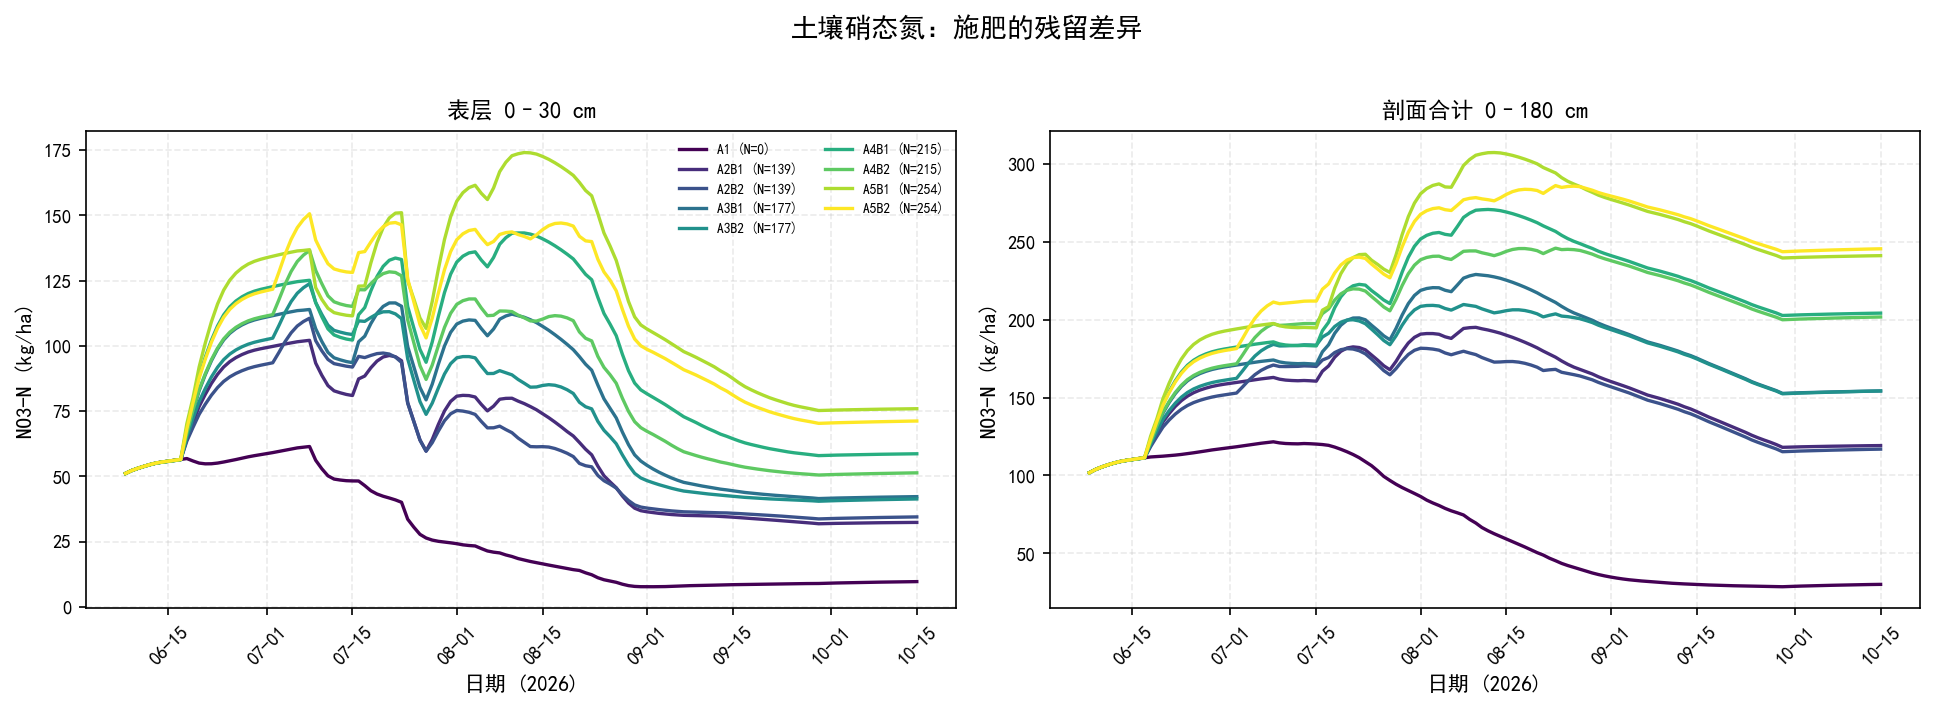 土壤硝态氮：施肥的残留差异
表层 0–30 cm
NO3-N (kg/ha)
175
150
125
100
75
50
25
0
A1 (N=0)
A2B1 (N=139)
A2B2 (N=139)
A3B1 (N=177)
A3B2 (N=177)
A4B1 (N=215)
A4B2 (N=215)
A5B1 (N=254)
A5B2 (N=254)
06-15
07-01
07-15
08-01
08-15
09-01
09-15
10-01
10-15
日期 (2026)
剖面合计 0–180 cm
NO3-N (kg/ha)
300
250
200
150
100
50
06-15
07-01
07-15
08-01
08-15
09-01
09-15
10-01
10-15
日期 (2026)